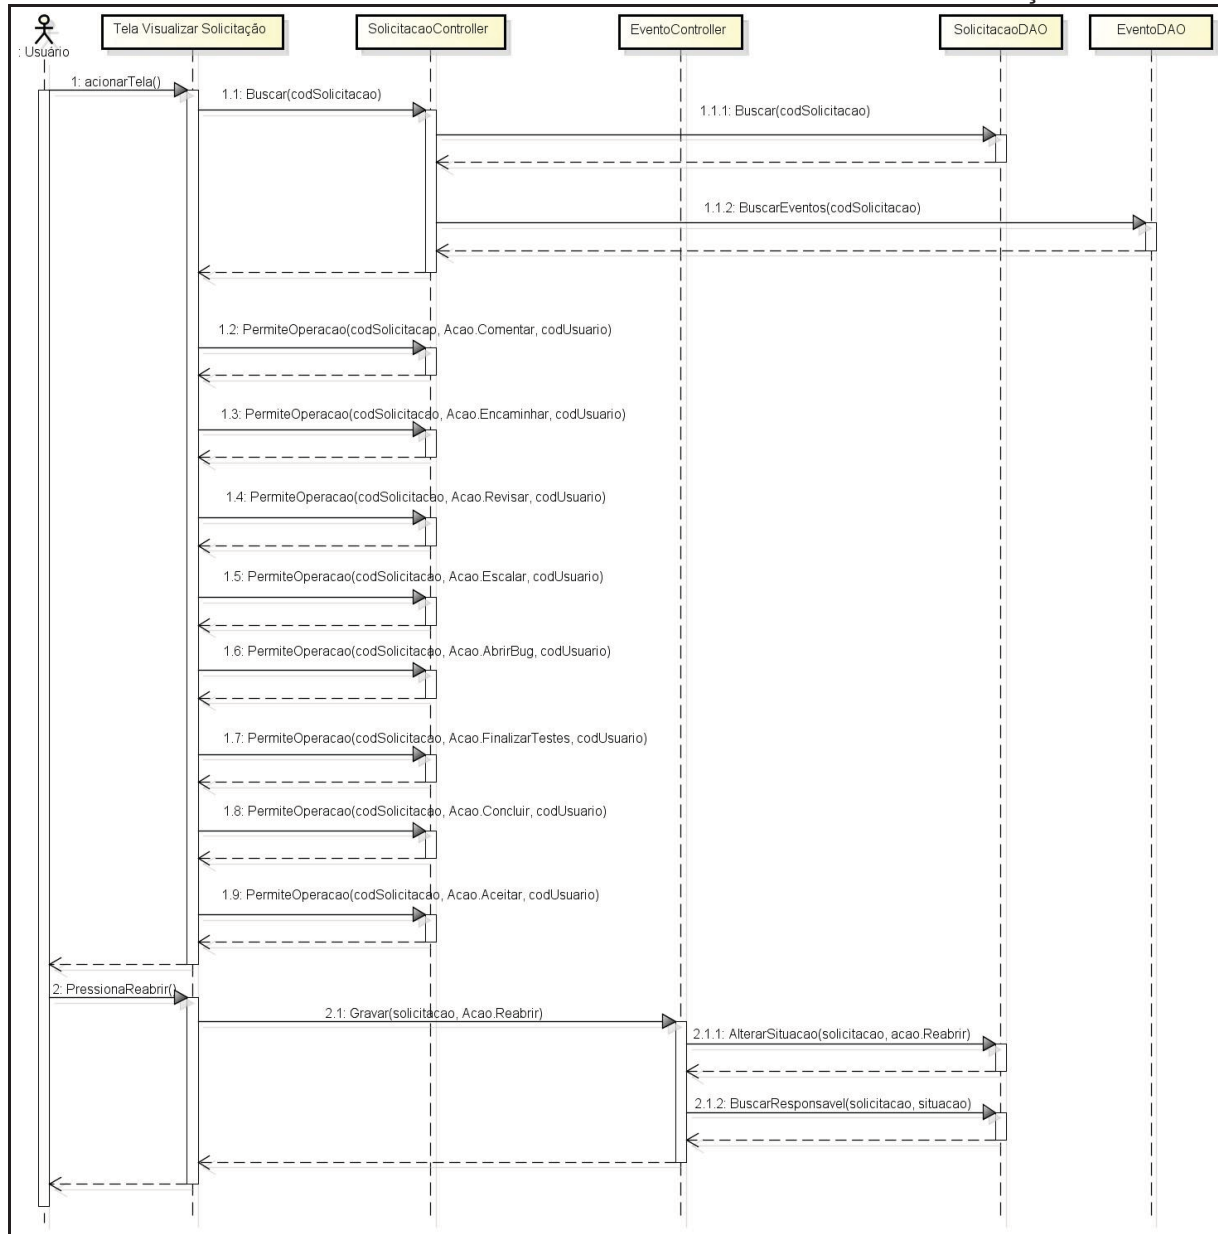 Tela Visualizar Solicitação
SolicitacaoController
EventoController
SolicitacaoDAO
EventoDAO
: Usuário
1: acionarTela()
1.1: Buscar(codSolicitacao)
1.1.1: Buscar(codSolicitacao)
1.1.2: BuscarEventos(codSolicitacao)
1.2: PermiteOperacao(codSolicitacao, Acao.Comentar, codUsuario)
1.3: PermiteOperacao(codSolicitacao, Acao.Encaminhar, codUsuario)
1.4: PermiteOperacao(codSolicitacao, Acao.Revisar, codUsuario)
1.5: PermiteOperacao(codSolicitacao, Acao.Escalar, codUsuario)
1.6: PermiteOperacao(codSolicitacao, Acao.AbrirBug, codUsuario)
1.7: PermiteOperacao(codSolicitacao, Acao.FinalizarTestes, codUsuario)
1.8: PermiteOperacao(codSolicitacao, Acao.Concluir, codUsuario)
1.9: PermiteOperacao(codSolicitacao, Acao.Aceitar, codUsuario)
2: PressionaReabrir()
2.1: Gravar(solicitacao, Acao.Reabrir)
2.1.1: AlterarSituacao(solicitacao, acao.Reabrir)
2.1.2: BuscarResponsavel(solicitacao, situacao)